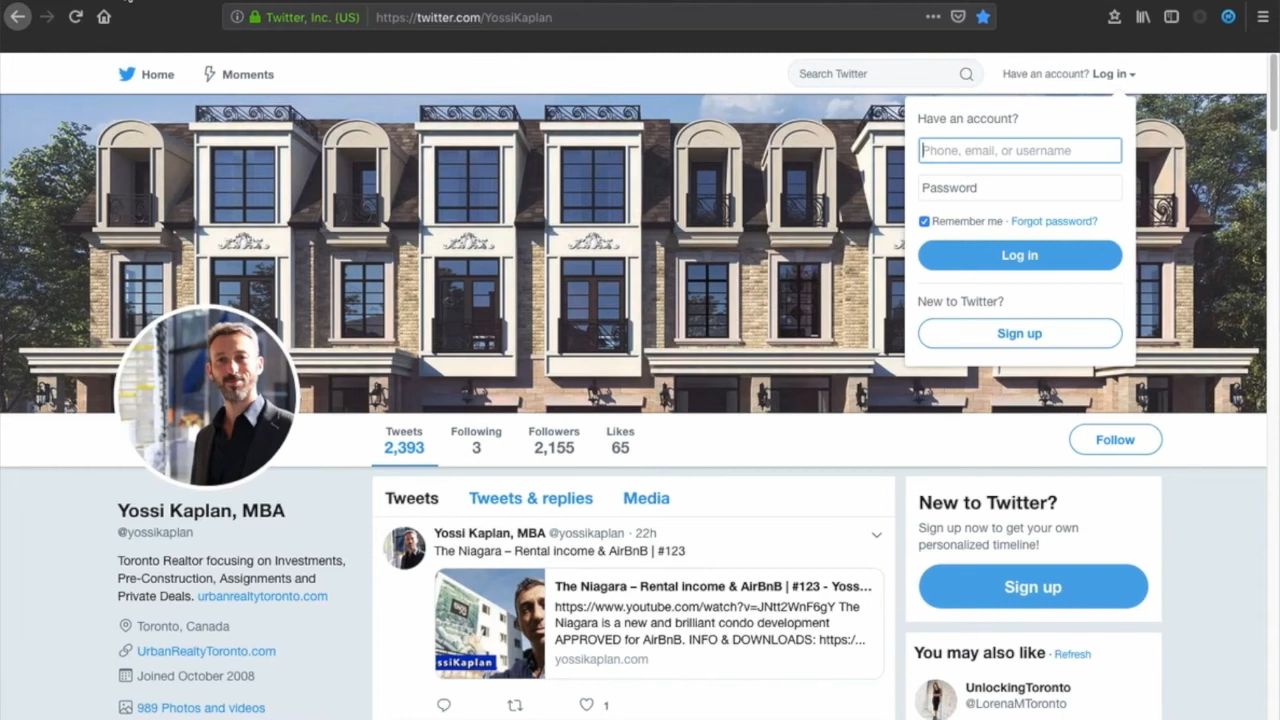 Twitter, Inc. (US)
https://twitter.com/YossiKaplan
Home
Moments
Search Twitter
Have an account? Log in
Have an account?
Phone, email, or username
Password
Remember me · Forgot password?
Log in
New to Twitter?
Sign up
Tweets
2,393
Following
3
Followers
2,155
Likes
65
Follow
Yossi Kaplan, MBA
@yossikaplan
Toronto Realtor focusing on Investments,
Pre-Construction, Assignments and
Private Deals. urbanrealtytoronto.com
Toronto, Canada
UrbanRealtyToronto.com
Joined October 2008
989 Photos and videos
Tweets
Tweets & replies
Media
Yossi Kaplan, MBA @yossikaplan · 22h
The Niagara – Rental income & AirBnB | #123
ssiKaplan
The Niagara – Rental income & AirBnB | #123 - Yoss...
https://www.youtube.com/watch?v=JNtt2WnF6gY The
Niagara is a new and brilliant condo development
APPROVED for AirBnB. INFO & DOWNLOADS: https:/...
yossikaplan.com
1
New to Twitter?
Sign up now to get your own
personalized timeline!
Sign up
You may also like · Refresh
UnlockingToronto
@LorenaMToronto